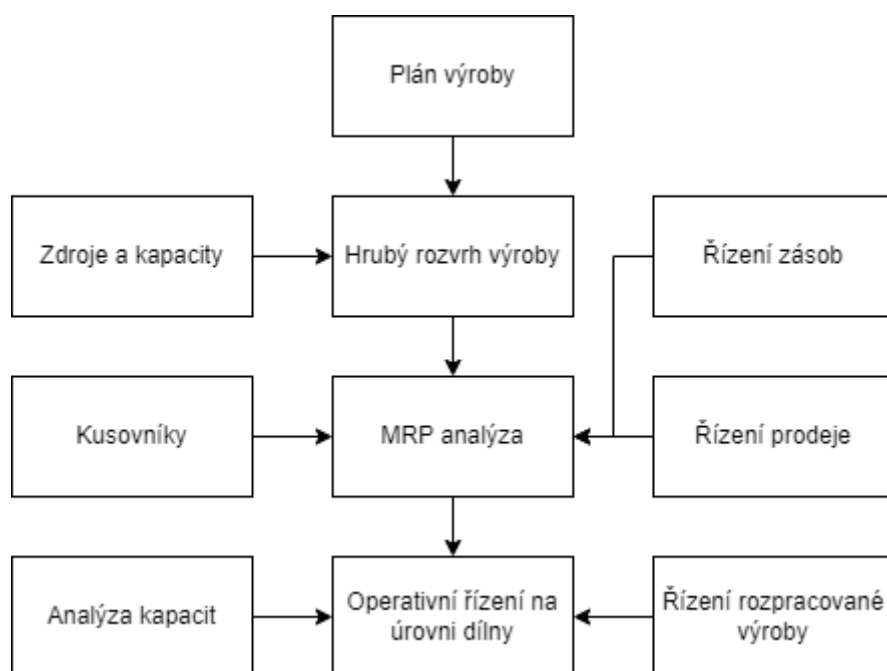 Plán výroby
Zdroje a kapacity
Hrubý rozvrh výroby
Řízení zásob
Kusovníky
MRP analýza
Řízení prodeje
Analýza kapacit
Operativní řízení na
úrovni dílny
Řízení rozpracované
výroby